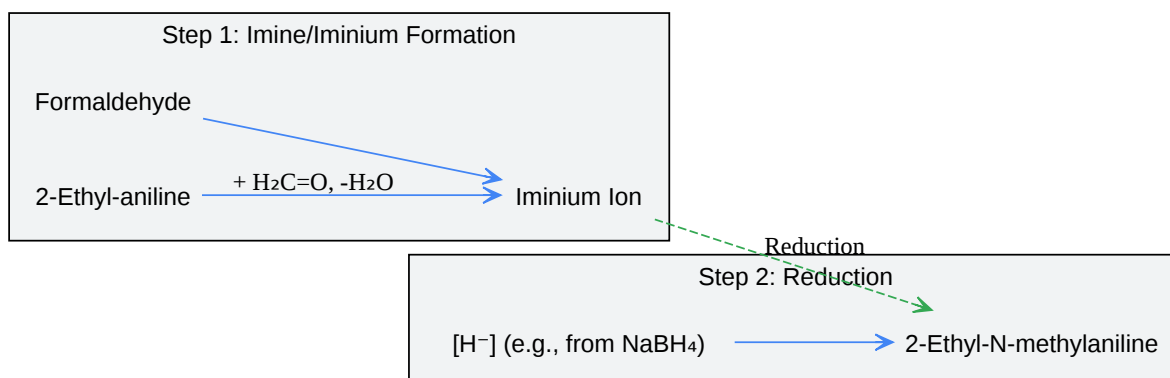 Step 1: Imine/Iminium Formation
Formaldehyde
2-Ethyl-aniline
+ H₂C=O, -H₂O
Iminium Ion
Reduction
Step 2: Reduction
[H⁻] (e.g., from NaBH₄)
2-Ethyl-N-methylaniline